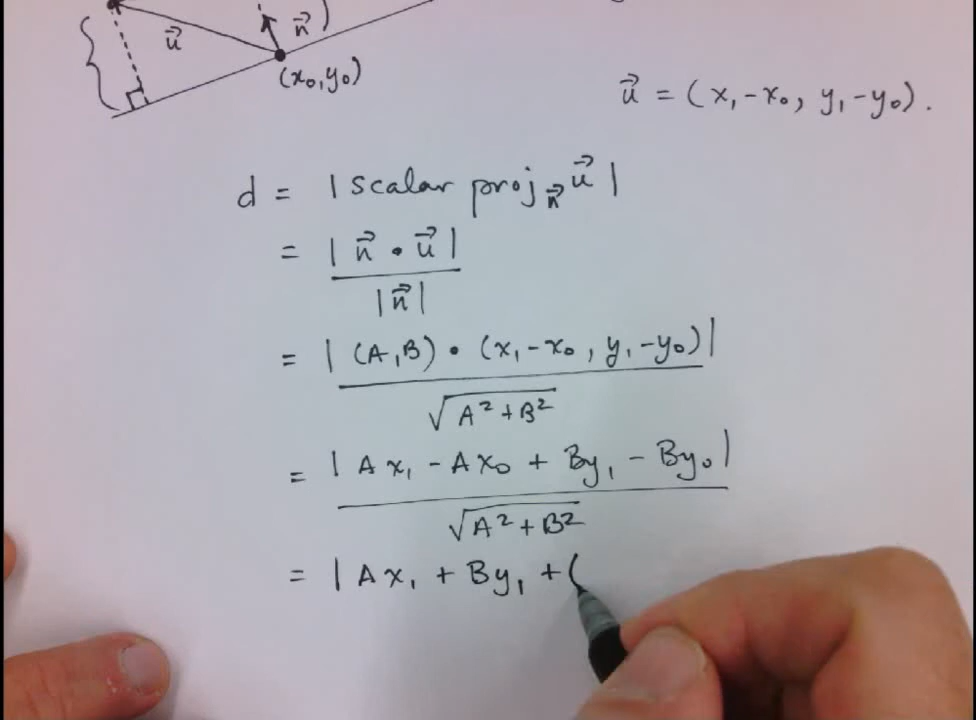 u⃗ n⃗ )
(x₀,y₀)
u⃗ = (x₁-x₀, y₁-y₀).
d = |scalar proj_n⃗ u⃗|
= |n⃗ • u⃗|
|n⃗|
= |(A,B) • (x₁-x₀, y₁-y₀)|
√A²+B²
= |Ax₁ - Ax₀ + By₁ - By₀|
√A²+B²
= |Ax₁ + By₁ + (